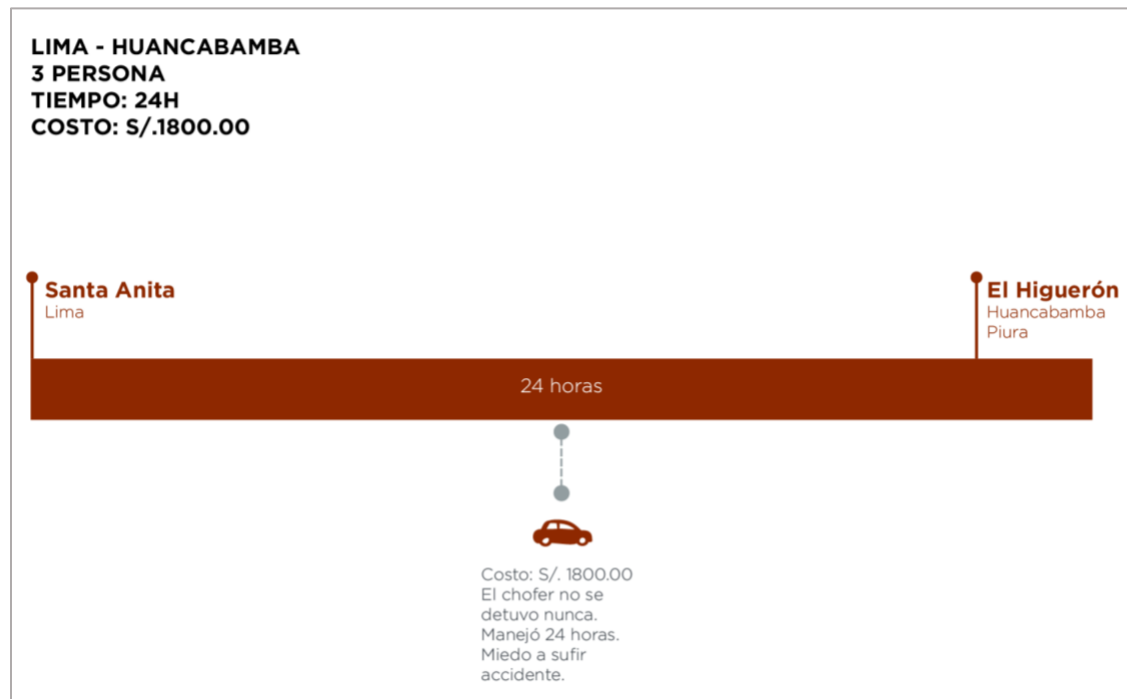 LIMA - HUANCABAMBA
3 PERSONA
TIEMPO: 24H
COSTO: S/.1800.00
Santa Anita
Lima
El Higuerón
Huancabamba
Piura
24 horas
Costo: S/. 1800.00
El chofer no se
detuvo nunca.
Manejó 24 horas.
Miedo a sufir
accidente.